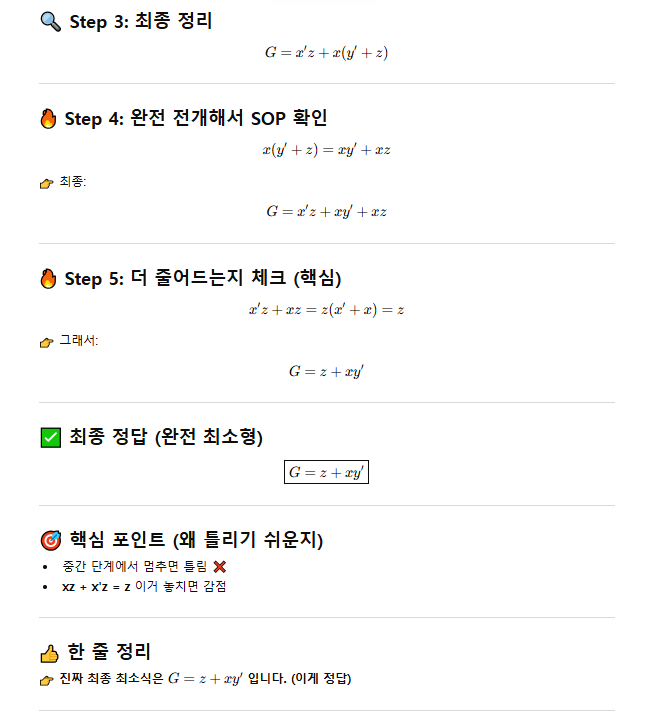 🔍 Step 3: 최종 정리
G = x′z + x(y′ + z)
🔥 Step 4: 완전 전개해서 SOP 확인
x(y′ + z) = xy′ + xz
👉 최종:
G = x′z + xy′ + xz
🔥 Step 5: 더 줄어드는지 체크 (핵심)
x′z + xz = z(x′ + x) = z
👉 그래서:
G = z + xy′
✅ 최종 정답 (완전 최소형)
G = z + xy′
🎯 핵심 포인트 (왜 틀리기 쉬운지)
• 중간 단계에서 멈추면 틀림 ❌
• xz + x'z = z 이거 놓치면 감점
👍 한 줄 정리
👉 진짜 최종 최소식은 G = z + xy′ 입니다. (이게 정답)